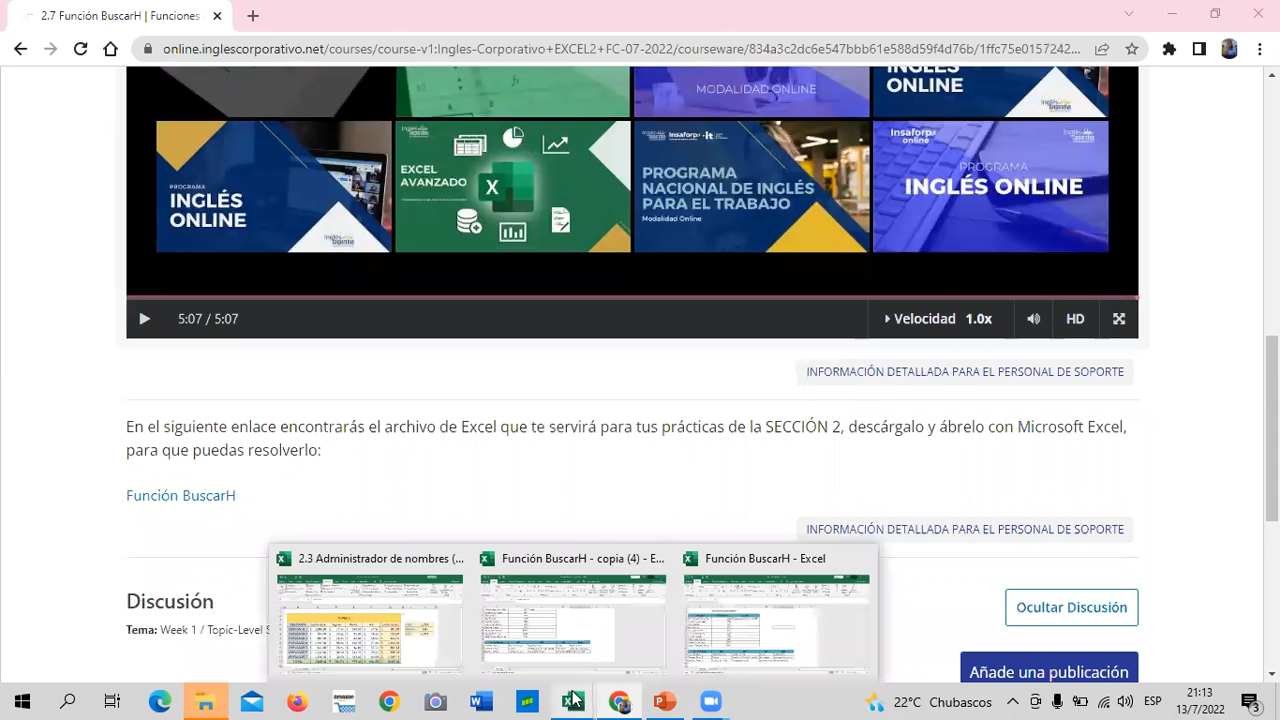 2.7 Función BuscarH | Funciones
online.inglescorporativo.net/courses/course-v1:Ingles-Corporativo+EXCEL2+FC-07-2022/courseware/834a3c2dc6e547bbb61e588d59f4d76b/1ffc75e0157242...
MODALIDAD ONLINE
ONLINE
PROGRAMA
INGLÉS
ONLINE
EXCEL
AVANZADO
Insaforp
PROGRAMA
NACIONAL DE INGLÉS
PARA EL TRABAJO
Modalidad Online
Insaforp
online
PROGRAMA
INGLÉS ONLINE
5:07 / 5:07
Velocidad 1.0x
HD
INFORMACIÓN DETALLADA PARA EL PERSONAL DE SOPORTE
En el siguiente enlace encontrarás el archivo de Excel que te servirá para tus prácticas de la SECCIÓN 2, descárgalo y ábrelo con Microsoft Excel,
para que puedas resolverlo:
Función BuscarH
INFORMACIÓN DETALLADA PARA EL PERSONAL DE SOPORTE
2.3 Administrador de nombres (...
Función BuscarH - copia (4) - E...
Función BuscarH - Excel
Discusión
Ocultar Discusión
Tema: Week 1 / Topic-Level S
Añade una publicación
22°C Chubascos
ESP
21:13
13/7/2022
3